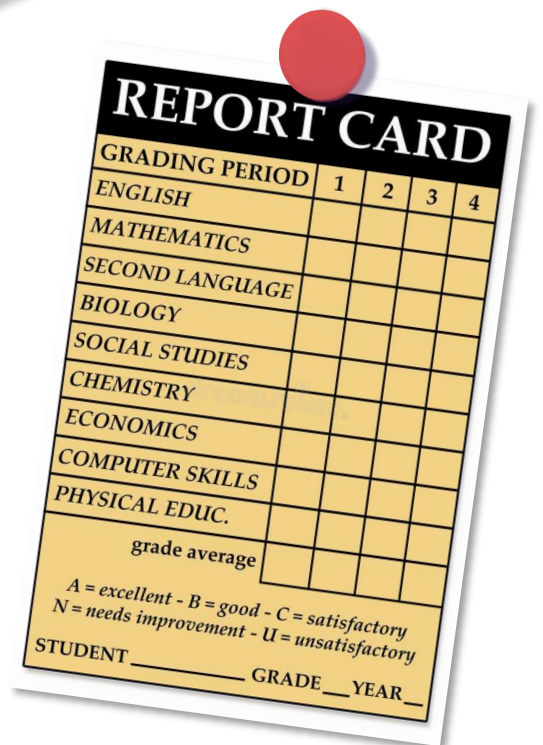 REPORT CARD
GRADING PERIOD 1 2 3 4
ENGLISH
MATHEMATICS
SECOND LANGUAGE
BIOLOGY
SOCIAL STUDIES
CHEMISTRY
ECONOMICS
COMPUTER SKILLS
PHYSICAL EDUC.
grade average
A = excellent - B = good - C = satisfactory
N = needs improvement - U = unsatisfactory
STUDENT GRADE YEAR